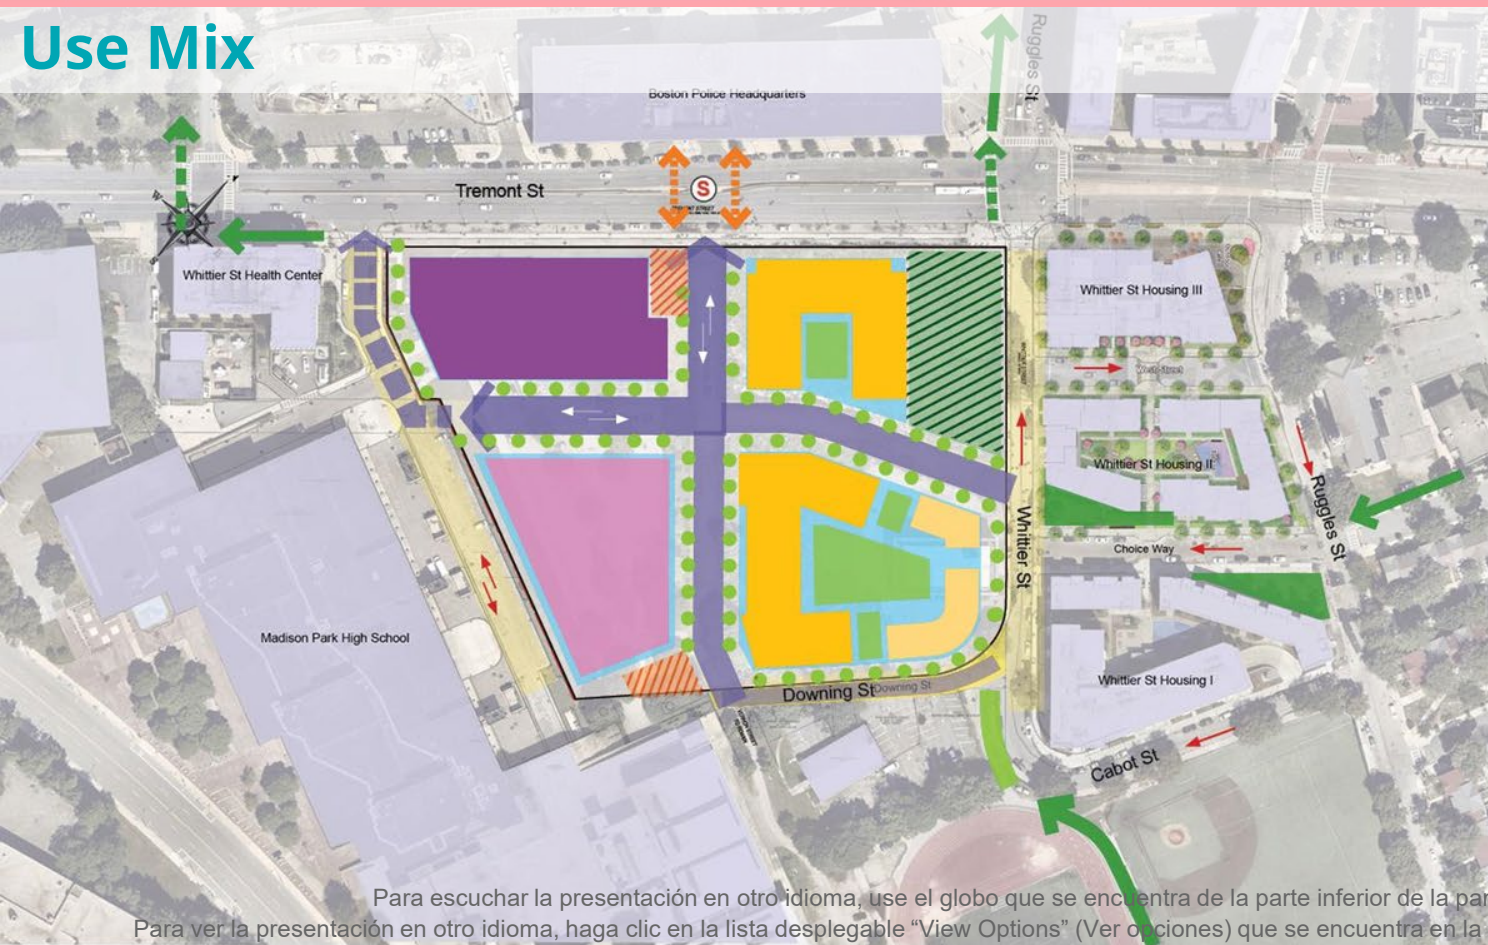 Use Mix
Ruggles St
Boston Police Headquarters
Tremont St
S
W
Whittier St Health Center
Whittier St Housing III
West Street
Whittier St Housing II
Ruggles St
Whittier St
Choice Way
Madison Park High School
Whittier St Housing I
Downing St
Downing St
Cabot St
Para escuchar la presentación en otro idioma, use el globo que se encuentra de la parte inferior de la par
Para ver la presentación en otro idioma, haga clic en la lista desplegable “View Options” (Ver opciones) que se encuentra en la